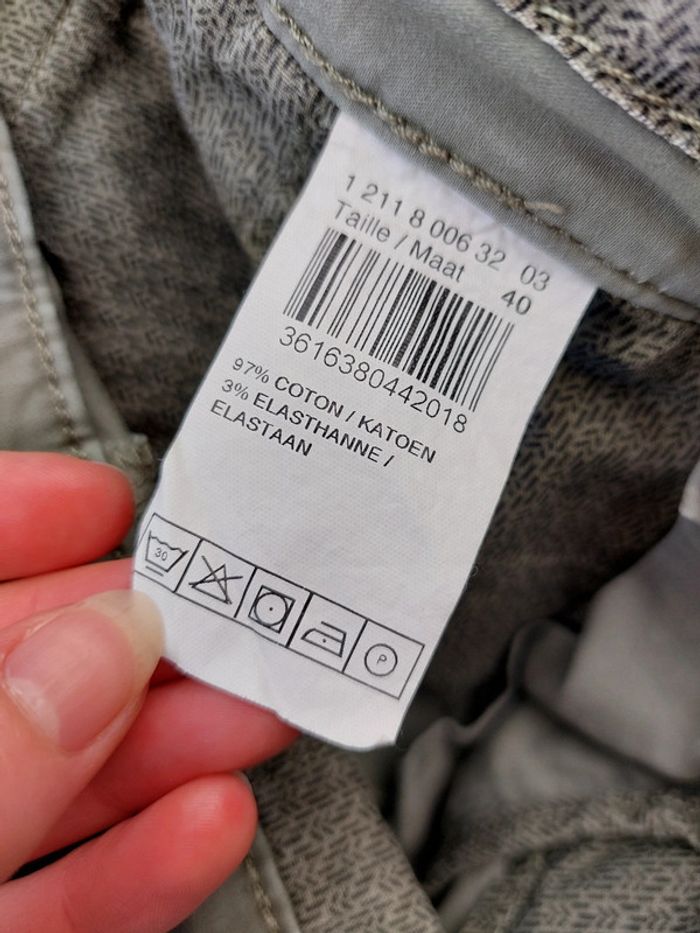 1 211 8 006 32 03
Taille / Maat 40
3616380442018
97% COTON / KATOEN
3% ELASTHANNE /
ELASTAAN
30
P